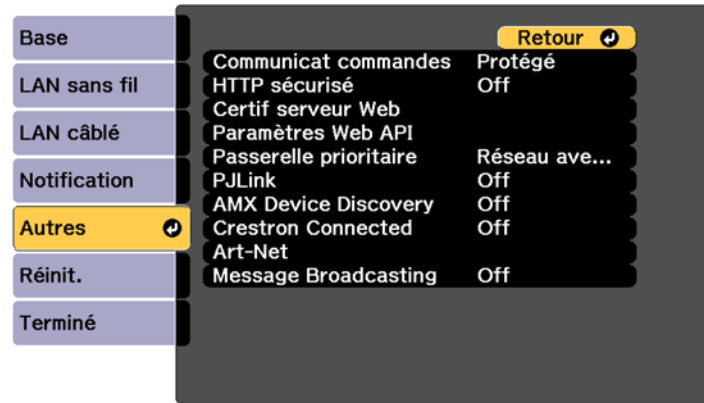 Base
LAN sans fil
LAN câblé
Notification
Autres
Réinit.
Terminé
Retour
Communicat commandes Protégé
HTTP sécurisé Off
Certif serveur Web
Paramètres Web API
Passerelle prioritaire Réseau ave...
PJLink Off
AMX Device Discovery Off
Crestron Connected Off
Art-Net
Message Broadcasting Off